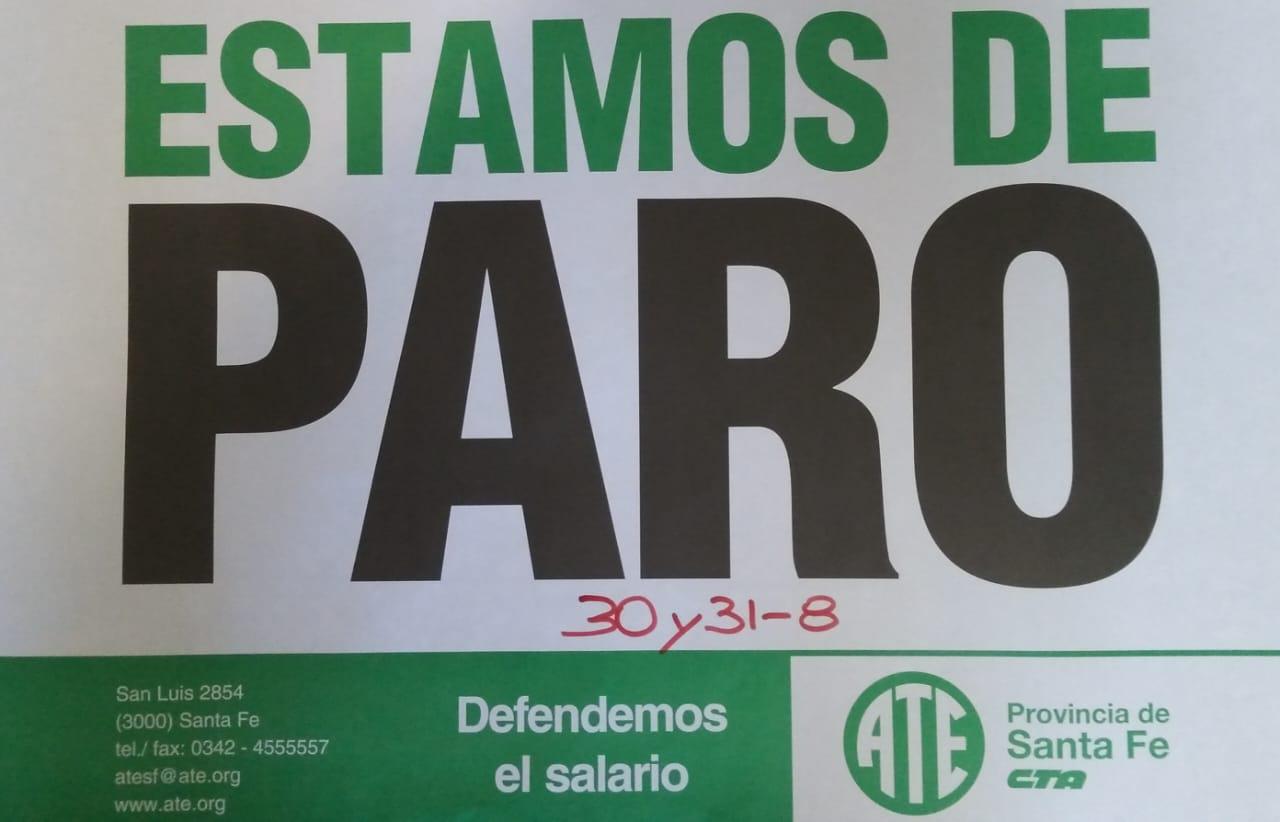 ESTAMOS DE
PARO
30 y 31-8
San Luis 2854
(3000) Santa Fe
tel./ fax: 0342 - 4555557
atesf@ate.org
www.ate.org
Defendemos
el salario
ATE
Provincia de
Santa Fe
CTA